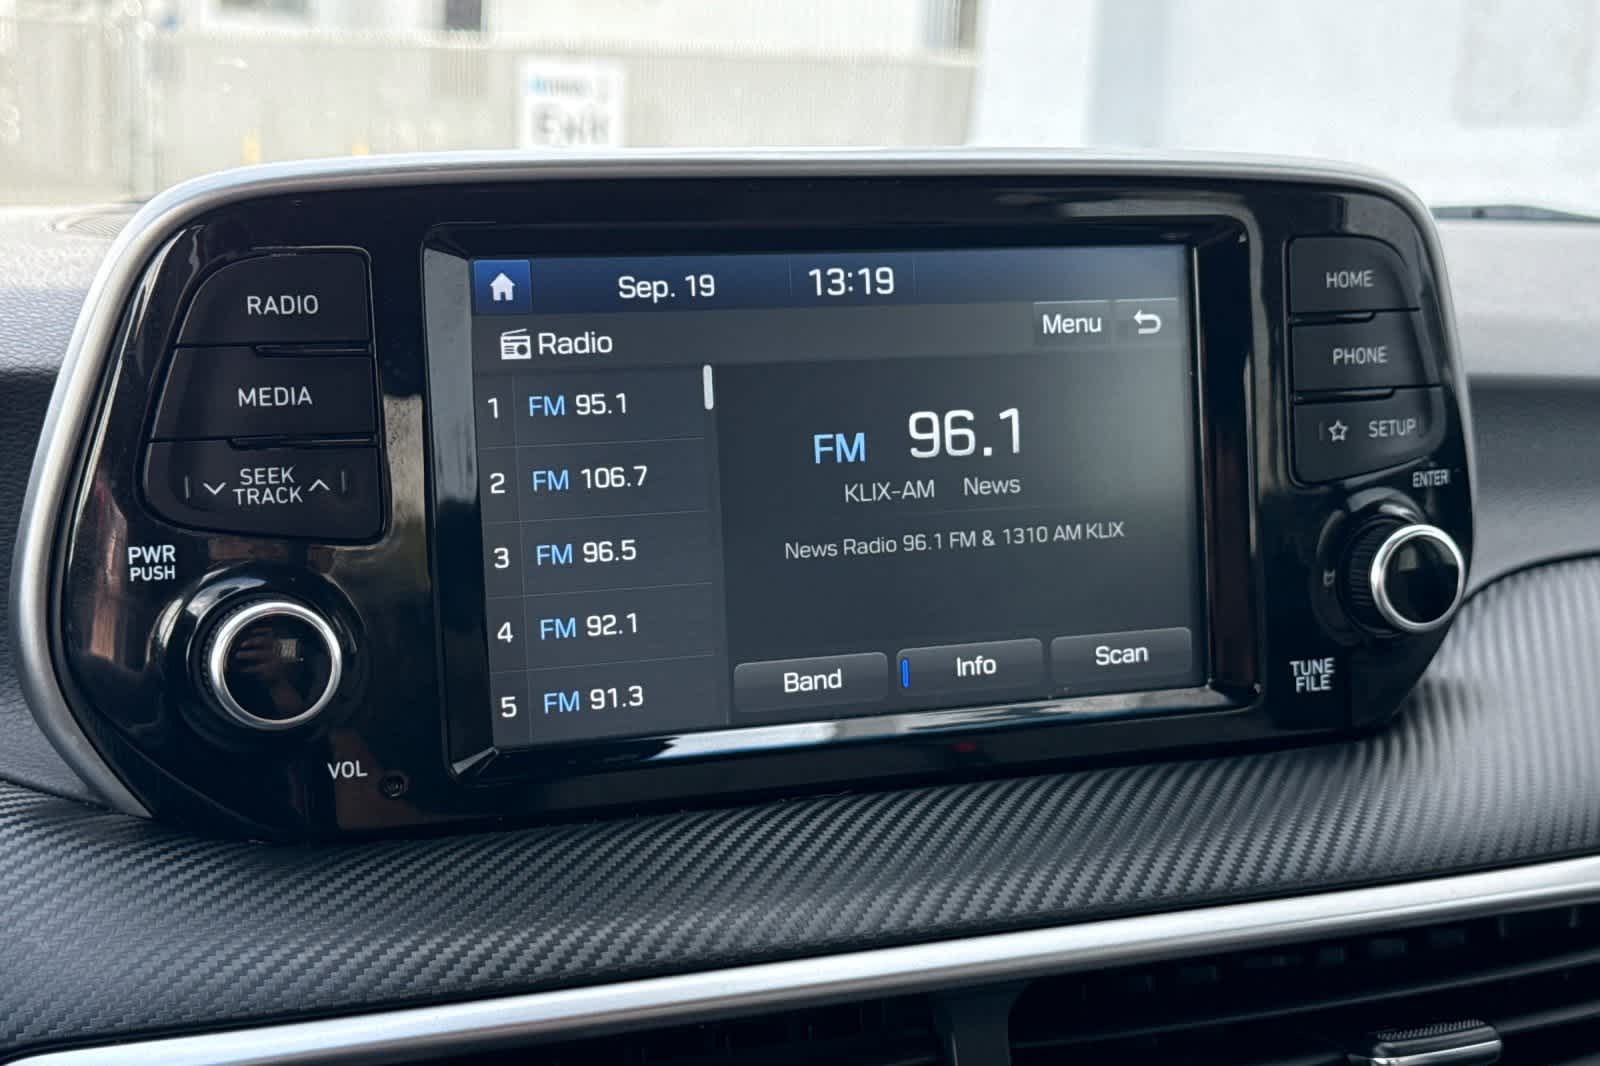 RADIO
MEDIA
SEEK
TRACK
PWR
PUSH
VOL
Sep. 19
13:19
Radio
Menu
1 FM 95.1
2 FM 106.7
3 FM 96.5
4 FM 92.1
5 FM 91.3
FM 96.1
KLIX-AM News
News Radio 96.1 FM & 1310 AM KLIX
Band
Info
Scan
HOME
PHONE
SETUP
ENTER
TUNE
FILE